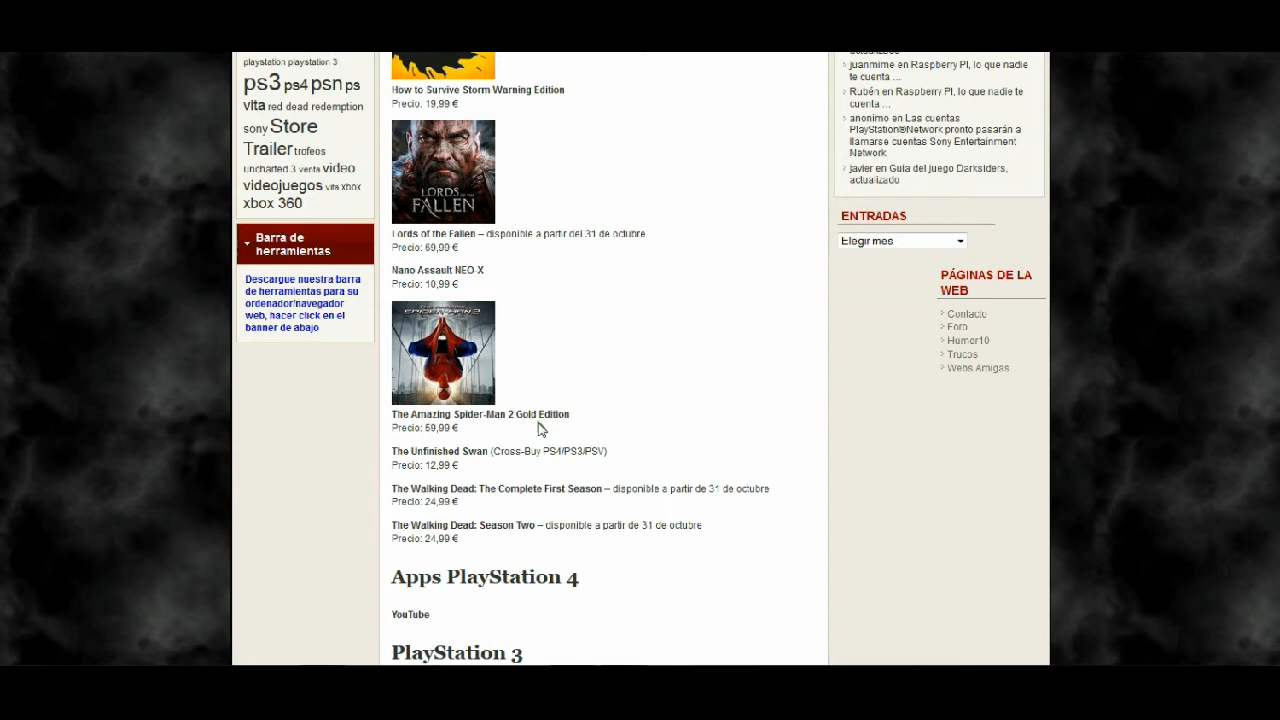 playstation playstation 3
ps3 ps4 psn ps
vita red dead redemption
sony Store
Trailer trofeos
uncharted 3 venta video
videojuegos vita xbox
xbox 360
Barra de
herramientas
Descargue nuestra barra
de herramientas para su
ordenador/navegador
web, hacer click en el
banner de abajo
How to Survive Storm Warning Edition
Precio: 19,99 €
LORDS OF THE
FALLEN
Lords of the Fallen – disponible a partir del 31 de octubre
Precio: 69,99 €
Nano Assault NEO-X
Precio: 10,99 €
SPIDER-MAN 2
The Amazing Spider-Man 2 Gold Edition
Precio: 59,99 €
The Unfinished Swan (Cross-Buy PS4/PS3/PSV)
Precio: 12,99 €
The Walking Dead: The Complete First Season – disponible a partir de 31 de octubre
Precio: 24,99 €
The Walking Dead: Season Two – disponible a partir de 31 de octubre
Precio: 24,99 €
Apps PlayStation 4
YouTube
PlayStation 3
actualizado
juanmime en Raspberry PI, lo que nadie
te cuenta ...
Rubén en Raspberry PI, lo que nadie te
cuenta ...
anonimo en Las cuentas
PlayStation®Network pronto pasarán a
llamarse cuentas Sony Entertainment
Network
javier en Guia del juego Darksiders,
actualizado
ENTRADAS
Elegir mes
PÁGINAS DE LA
WEB
Contacto
Foro
Humor10
Trucos
Webs Amigas